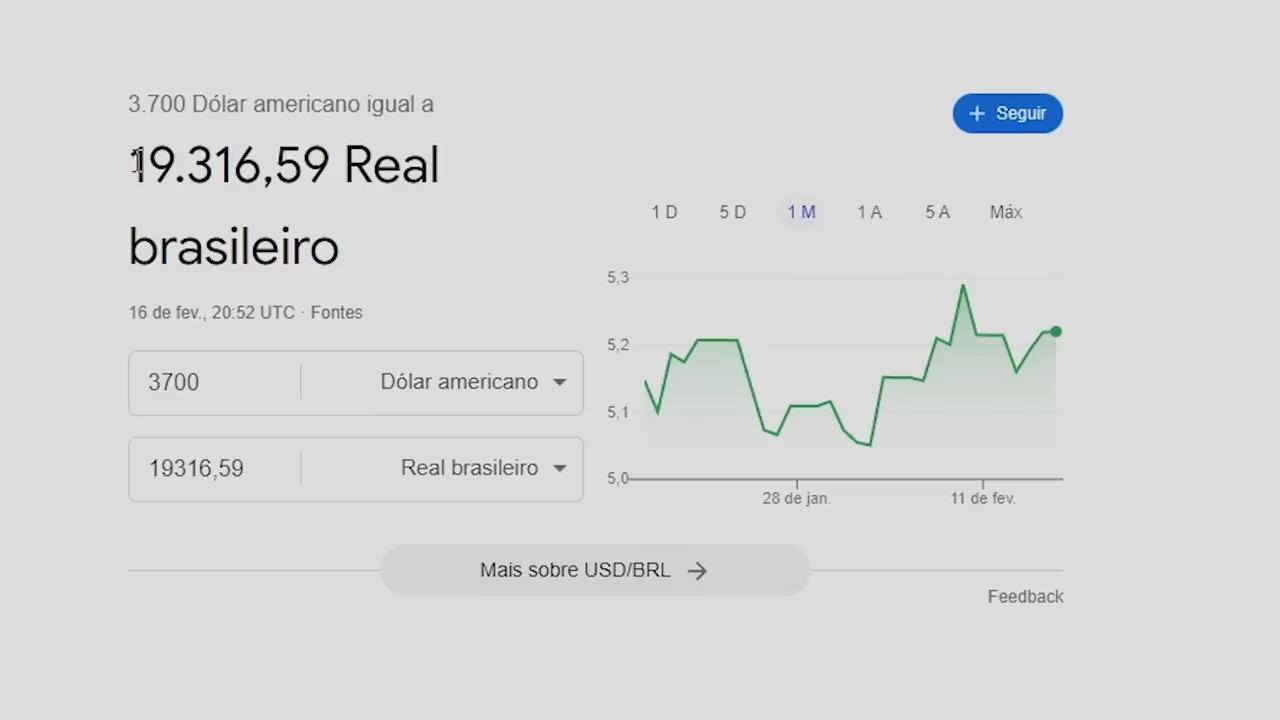 3.700 Dólar americano igual a
19.316,59 Real
brasileiro
16 de fev., 20:52 UTC · Fontes
3700 Dólar americano
19316,59 Real brasileiro
+ Seguir
1 D 5 D 1 M 1 A 5 A Máx
5,3
5,2
5,1
5,0
28 de jan. 11 de fev.
Mais sobre USD/BRL →
Feedback